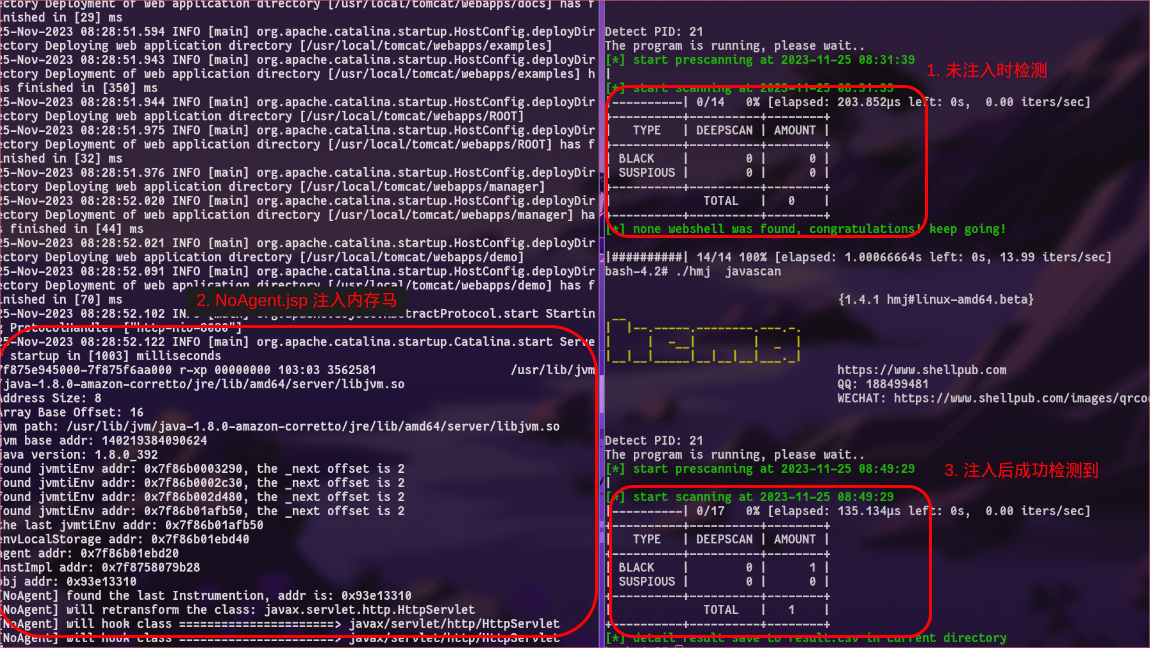 ectory Deployment of web application directory [/usr/local/tomcat/webapps/docs] has f
inished in [29] ms
25-Nov-2023 08:28:51.594 INFO [main] org.apache.catalina.startup.HostConfig.deployDir
ectory Deploying web application directory [/usr/local/tomcat/webapps/examples]
25-Nov-2023 08:28:51.943 INFO [main] org.apache.catalina.startup.HostConfig.deployDir
ectory Deployment of web application directory [/usr/local/tomcat/webapps/examples] h
as finished in [350] ms
25-Nov-2023 08:28:51.944 INFO [main] org.apache.catalina.startup.HostConfig.deployDir
ectory Deploying web application directory [/usr/local/tomcat/webapps/ROOT]
25-Nov-2023 08:28:51.975 INFO [main] org.apache.catalina.startup.HostConfig.deployDir
ectory Deployment of web application directory [/usr/local/tomcat/webapps/ROOT] has f
inished in [32] ms
25-Nov-2023 08:28:51.976 INFO [main] org.apache.catalina.startup.HostConfig.deployDir
ectory Deploying web application directory [/usr/local/tomcat/webapps/manager]
25-Nov-2023 08:28:52.020 INFO [main] org.apache.catalina.startup.HostConfig.deployDir
ectory Deployment of web application directory [/usr/local/tomcat/webapps/manager] ha
s finished in [44] ms
25-Nov-2023 08:28:52.021 INFO [main] org.apache.catalina.startup.HostConfig.deployDir
ectory Deploying web application directory [/usr/local/tomcat/webapps/demo]
25-Nov-2023 08:28:52.091 INFO [main] org.apache.catalina.startup.HostConfig.deployDir
ectory Deployment of web application directory [/usr/local/tomcat/webapps/demo] has f
inished in [70] ms
2. NoAgent.jsp 注入内存马
25-Nov-2023 08:28:52.102 start Startin
g ProtocolHandler ["http-nio-8080"]
25-Nov-2023 08:28:52.122 INFO [main] org.apache.catalina.startup.Catalina.start Serve
r startup in [1003] milliseconds
7f875e945000-7f875f6aa000 r-xp 00000000 103:03 3562581 /usr/lib/jvm
/java-1.8.0-amazon-corretto/jre/lib/amd64/server/libjvm.so
Address Size: 8
Array Base Offset: 16
jvm path: /usr/lib/jvm/java-1.8.0-amazon-corretto/jre/lib/amd64/server/libjvm.so
jvm base addr: 140219384090624
java version: 1.8.0_392
found jvmtiEnv addr: 0x7f86b0003290, the _next offset is 2
found jvmtiEnv addr: 0x7f86b0002c30, the _next offset is 2
found jvmtiEnv addr: 0x7f86b002d480, the _next offset is 2
found jvmtiEnv addr: 0x7f86b01afb50, the _next offset is 2
the last jvmtiEnv addr: 0x7f86b01afb50
envLocalStorage addr: 0x7f86b01ebd40
agent addr: 0x7f86b01ebd20
instImpl addr: 0x7f8758079b28
obj addr: 0x93e13310
[NoAgent] found the last Instrumention, addr is: 0x93e13310
[NoAgent] will retransform the class: javax.servlet.http.HttpServlet
[NoAgent] will hook class ======================> javax/servlet/http/HttpServlet
[NoAgent] will hook class ======================> javax/servlet/http/HttpServlet
Detect PID: 21
The program is running, please wait..
[*] start prescanning at 2023-11-25 08:31:39
1. 未注入时检测
|
[*] start scanning at 2023-11-25 08:31:39
|----------| 0/14 0% [elapsed: 203.852µs left: 0s, 0.00 iters/sec]
+----------+----------+--------+
| TYPE | DEEPSCAN | AMOUNT |
+----------+----------+--------+
| BLACK | 0 | 0 |
| SUSPIOUS | 0 | 0 |
+----------+----------+--------+
| TOTAL | 0 |
+----------+----------+--------+
[*] none webshell was found, congratulations! keep going!
|##########| 14/14 100% [elapsed: 1.00066664s left: 0s, 13.99 iters/sec]
bash-4.2# ./hmj javascan
{1.4.1 hmj#linux-amd64.beta}
https://www.shellpub.com
QQ: 188499481
WECHAT: https://www.shellpub.com/images/qrco
Detect PID: 21
The program is running, please wait..
[*] start prescanning at 2023-11-25 08:49:29
3. 注入后成功检测到
|
[*] start scanning at 2023-11-25 08:49:29
|----------| 0/17 0% [elapsed: 135.134µs left: 0s, 0.00 iters/sec]
+----------+----------+--------+
| TYPE | DEEPSCAN | AMOUNT |
+----------+----------+--------+
| BLACK | 0 | 1 |
| SUSPIOUS | 0 | 0 |
+----------+----------+--------+
| TOTAL | 1 |
+----------+----------+--------+
[*] detail result save to result.csv in current directory